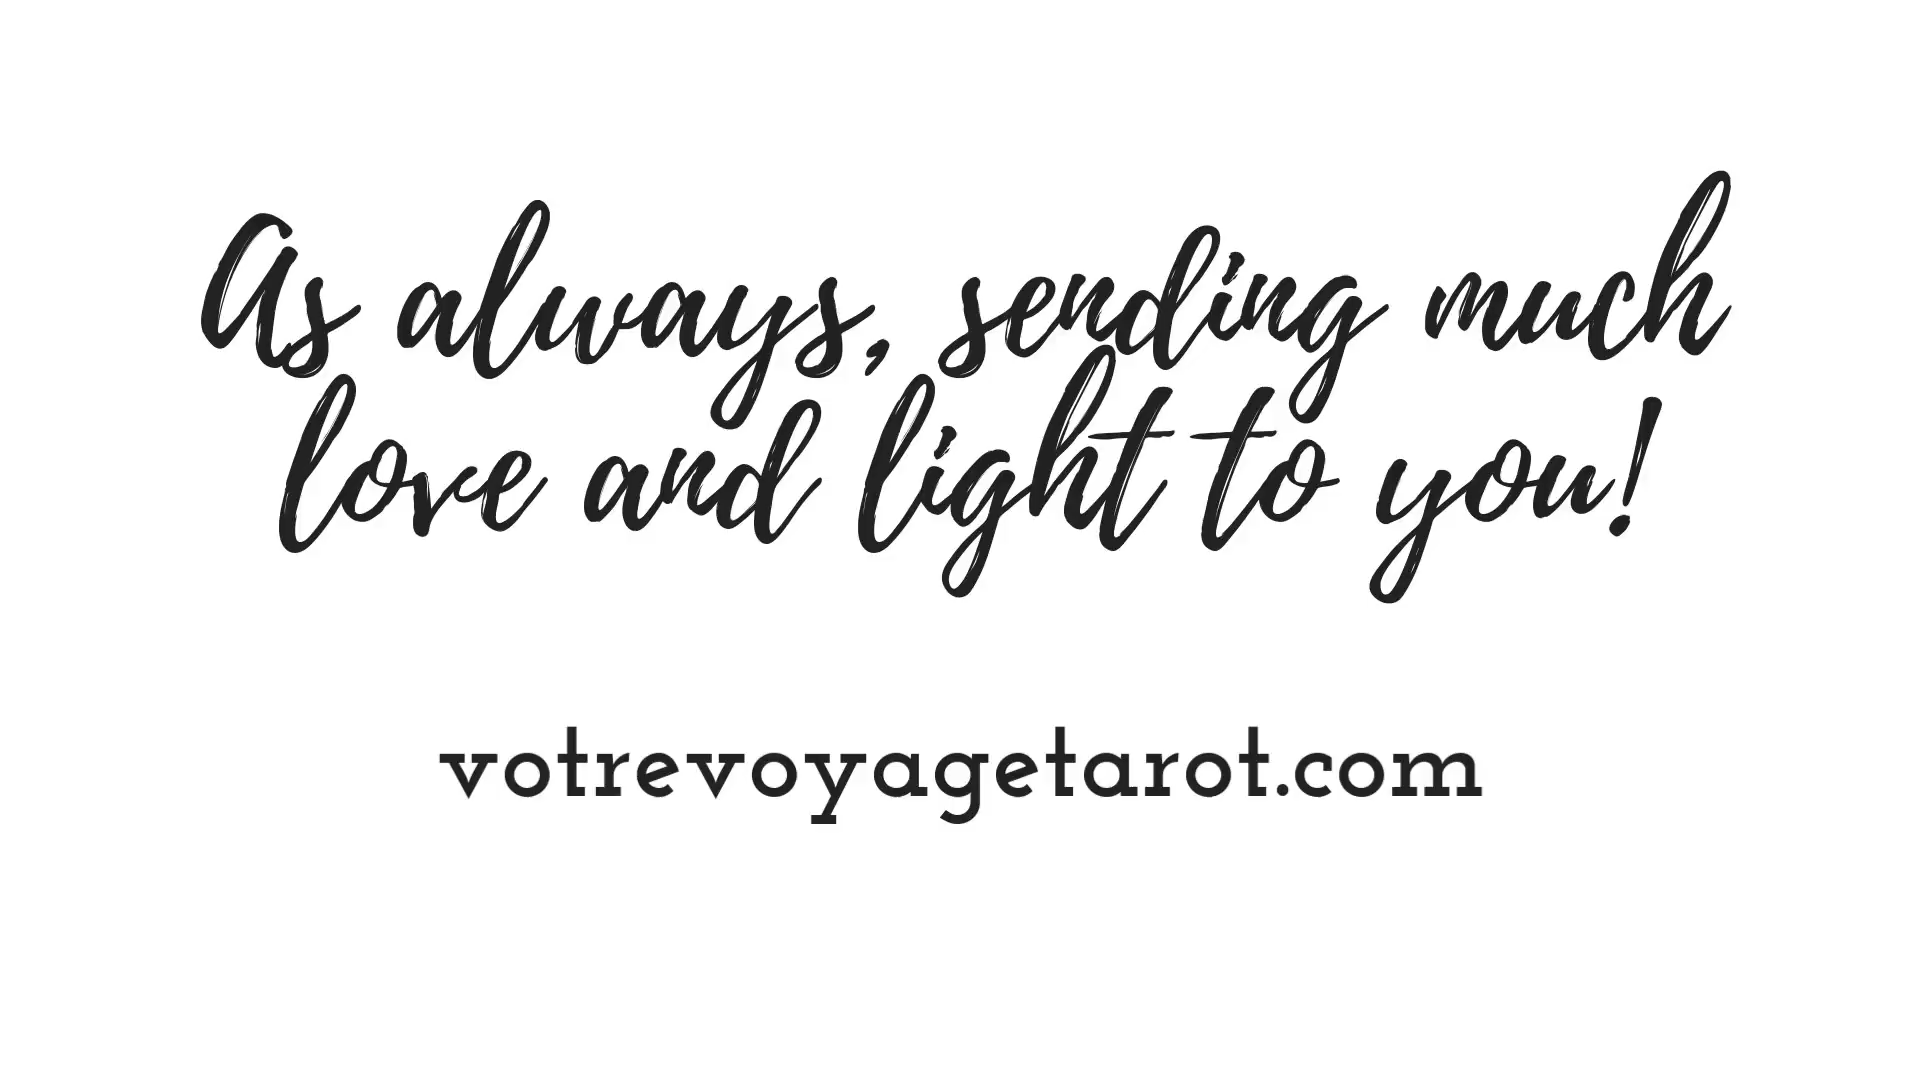 As always, sending much
love and light to you!
votrevoyagetarot.com